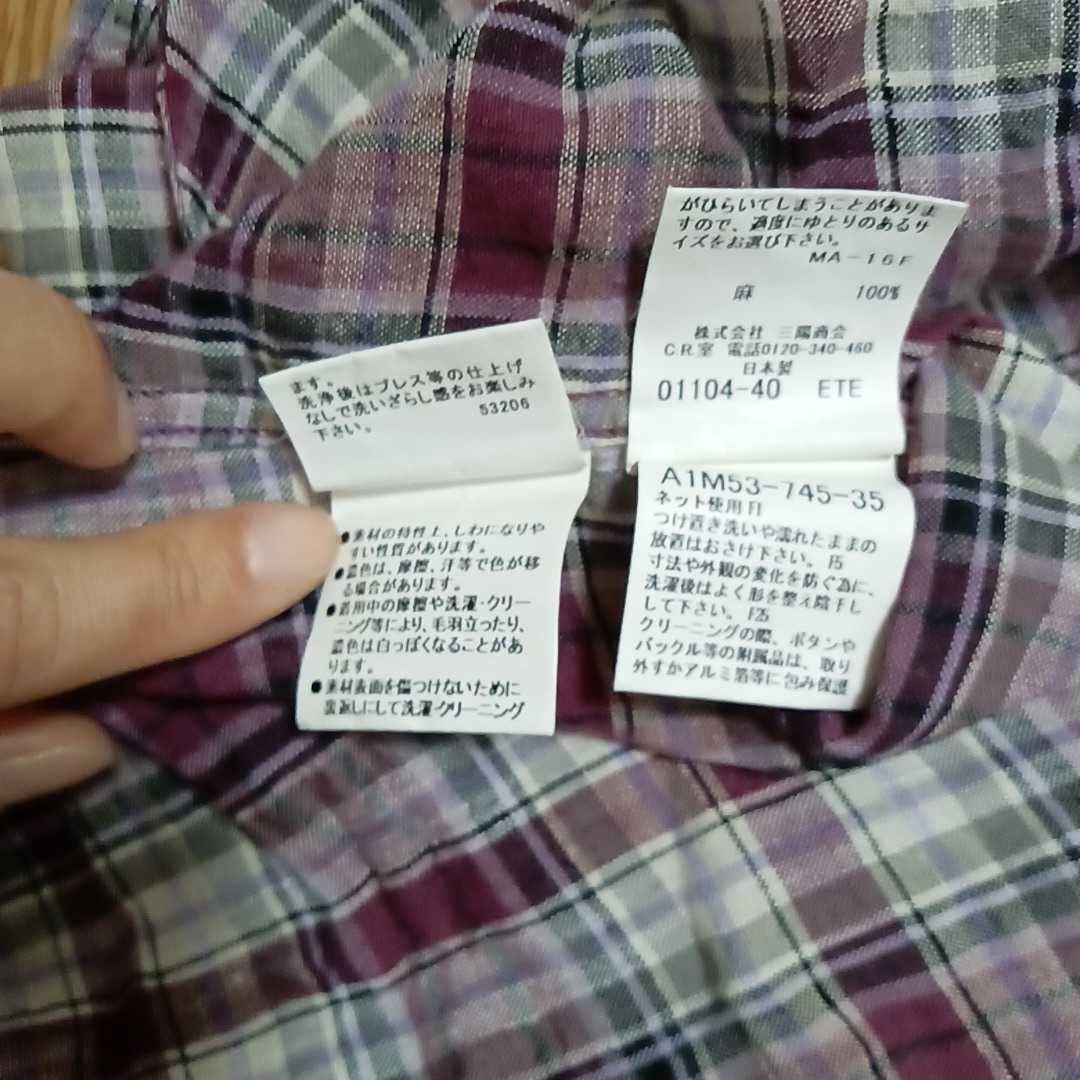 ます。
洗浄後はプレス等の仕上げ
なしで洗いざらし感をお楽しみ
下さい。
53206
●素材の特性上、しわになりや
すい性質があります。
●濃色は、摩擦、汗等で色が移
る場合があります。
●着用中の摩擦や洗濯・クリー
ニング等により、毛羽立ったり、
濃色は白っぽくなることがあ
ります。
●素材表面を傷つけないために
裏返しにして洗濯・クリーニング
がひらいてしまうことがありま
すので、適度にゆとりのあるサ
イズをお選び下さい。
MA-16F
麻 100%
株式会社 三陽商会
C.R.室 電話0120-340-460
日本製
01104-40 ETE
A1M53-745-35
ネット使用 F1
つけ置き洗いや濡れたままの
放置はおさけ下さい。 F5
寸法や外観の変化を防ぐ為に、
洗濯後はよく形を整え陰干し
して下さい。 F25
クリーニングの際、ボタンや
バックル等の附属品は、取り
外すかアルミ箔等に包み保護